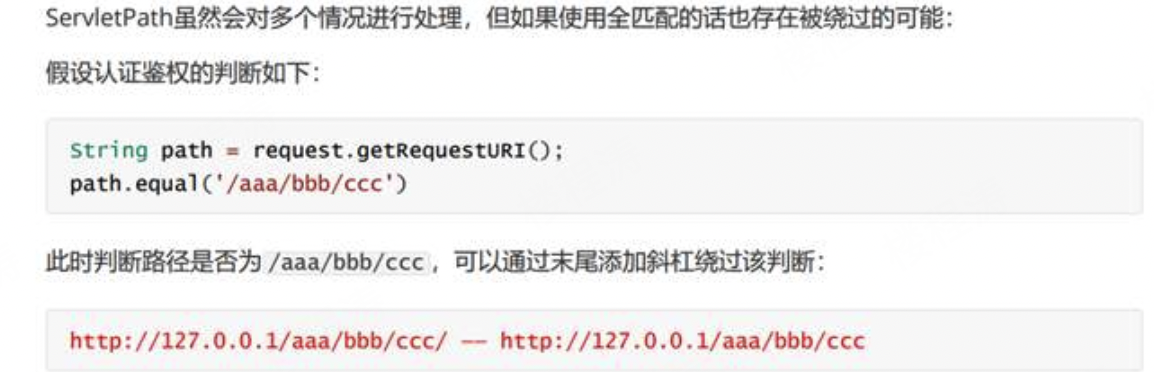 ServletPath虽然会对多个情况进行处理，但如果使用全匹配的话也存在被绕过的可能：
假设认证鉴权的判断如下：
String path = request.getRequestURI();
path.equal('/aaa/bbb/ccc')
此时判断路径是否为 /aaa/bbb/ccc ，可以通过末尾添加斜杠绕过该判断：
http://127.0.0.1/aaa/bbb/ccc/ —— http://127.0.0.1/aaa/bbb/ccc